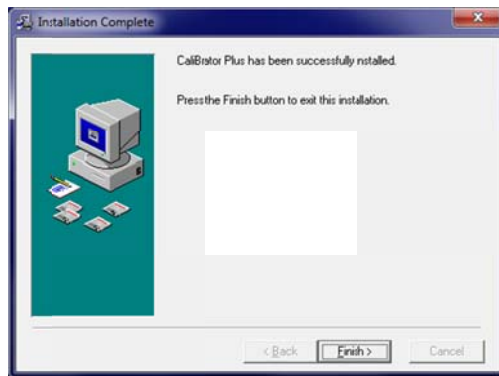 Installation Complete
CaliBrator Plus has been successfully nstalled.
Pressthe Finish button to exit this installation.
< Back
Finish >
Cancel